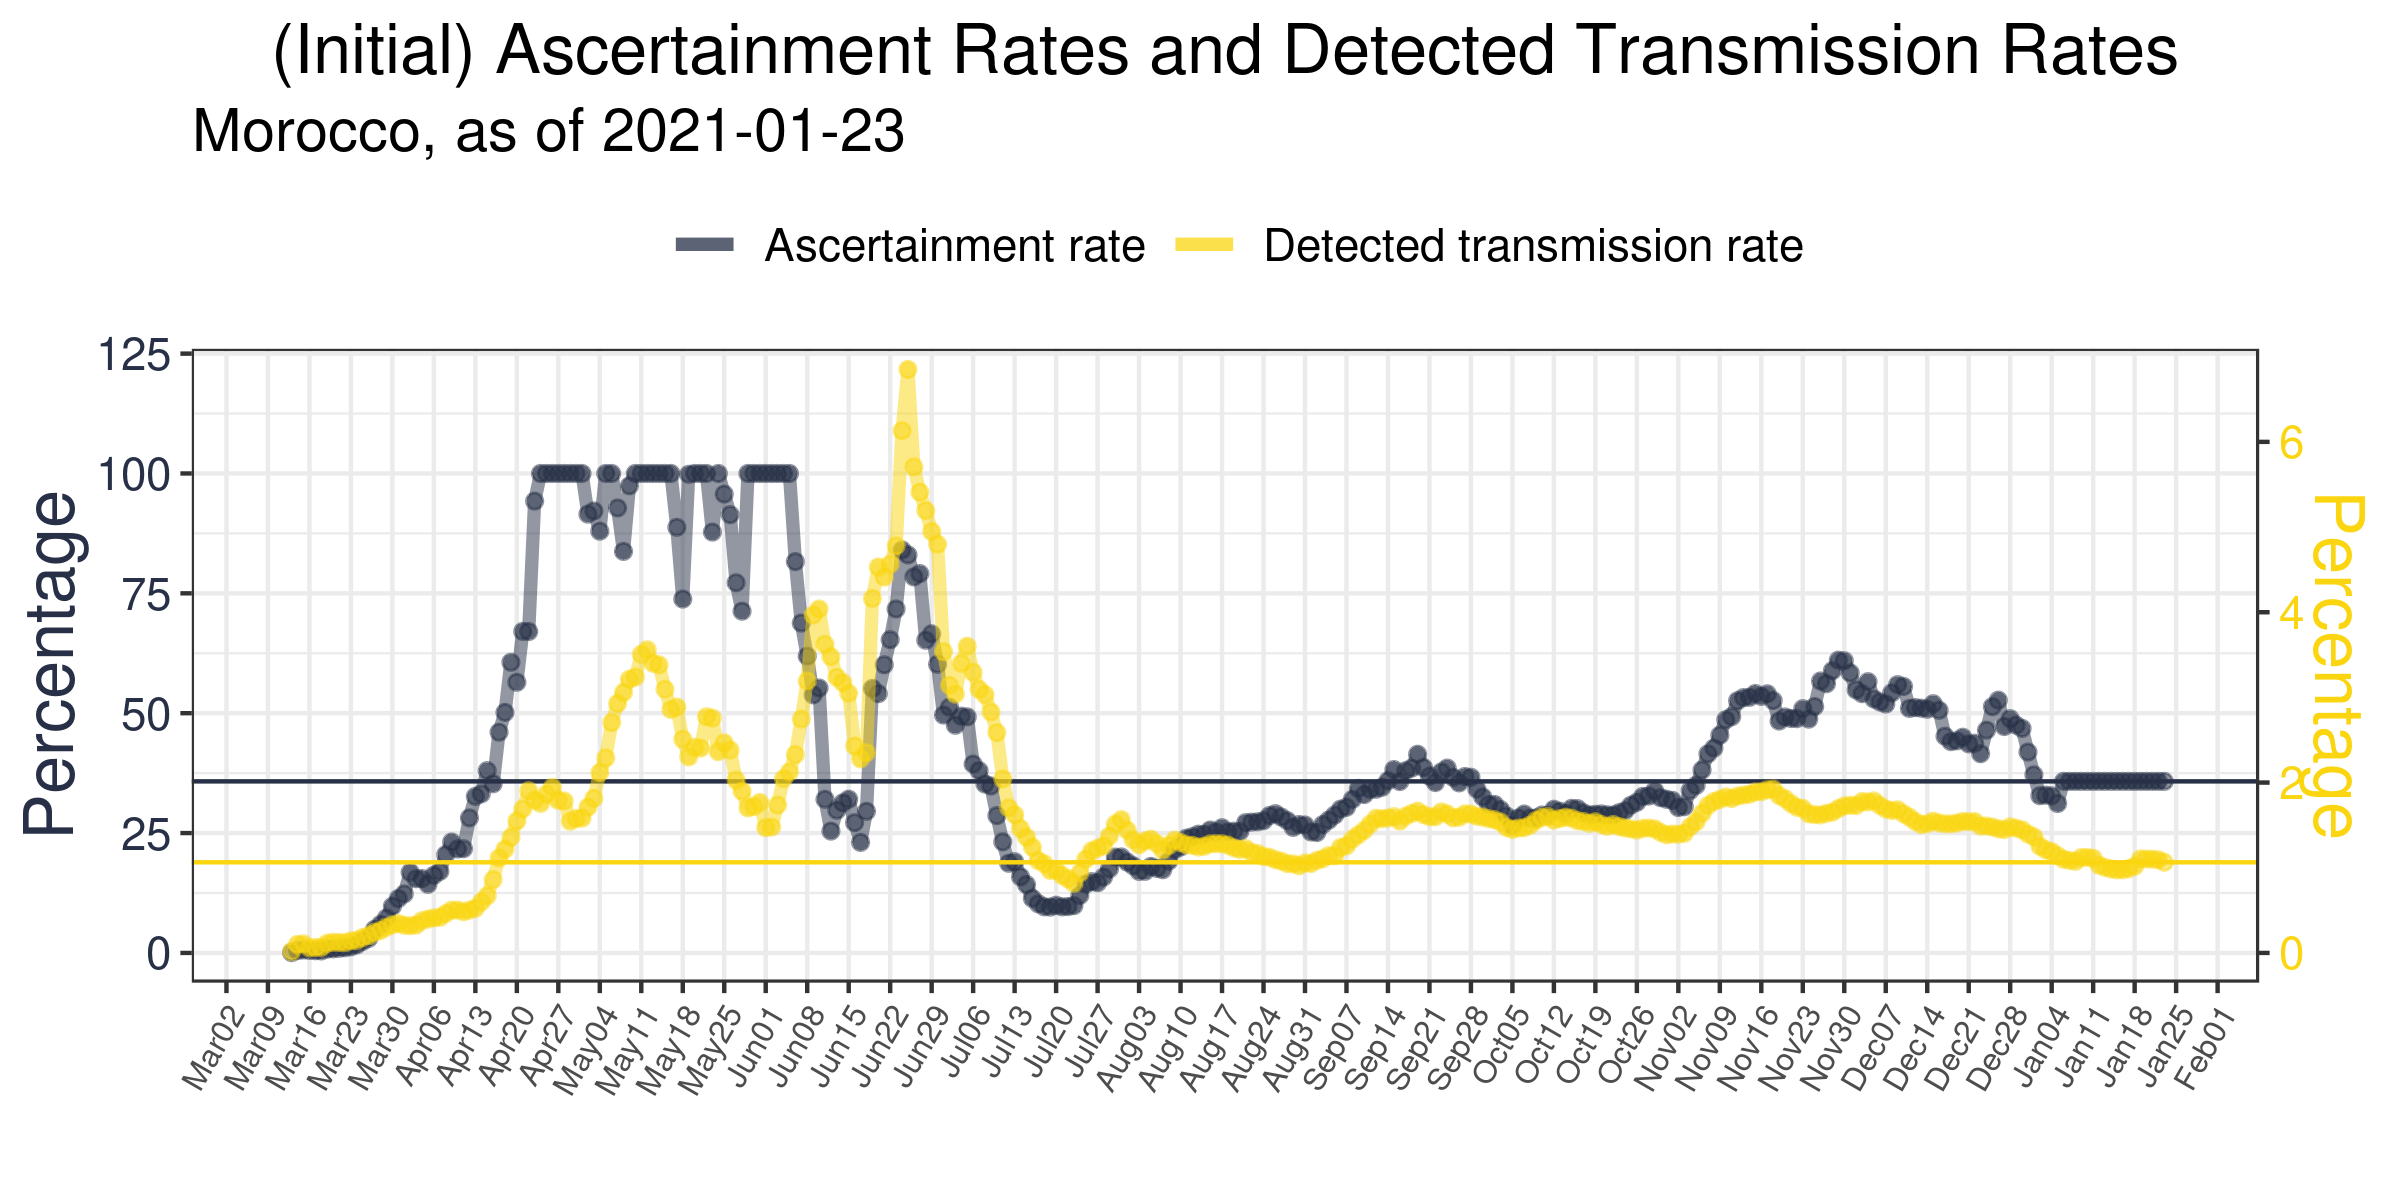 (Initial) Ascertainment Rates and Detected Transmission Rates
Morocco, as of 2021-01-23
Ascertainment rate
Detected transmission rate
Percentage
125
100
75
50
25
0
6
4
2
0
Percentage
Mar02
Mar09
Mar16
Mar23
Mar30
Apr06
Apr13
Apr20
Apr27
May04
May11
May18
May25
Jun01
Jun08
Jun15
Jun22
Jun29
Jul06
Jul13
Jul20
Jul27
Aug03
Aug10
Aug17
Aug24
Aug31
Sep07
Sep14
Sep21
Sep28
Oct05
Oct12
Oct19
Oct26
Nov02
Nov09
Nov16
Nov23
Nov30
Dec07
Dec14
Dec21
Dec28
Jan04
Jan11
Jan18
Jan25
Feb01